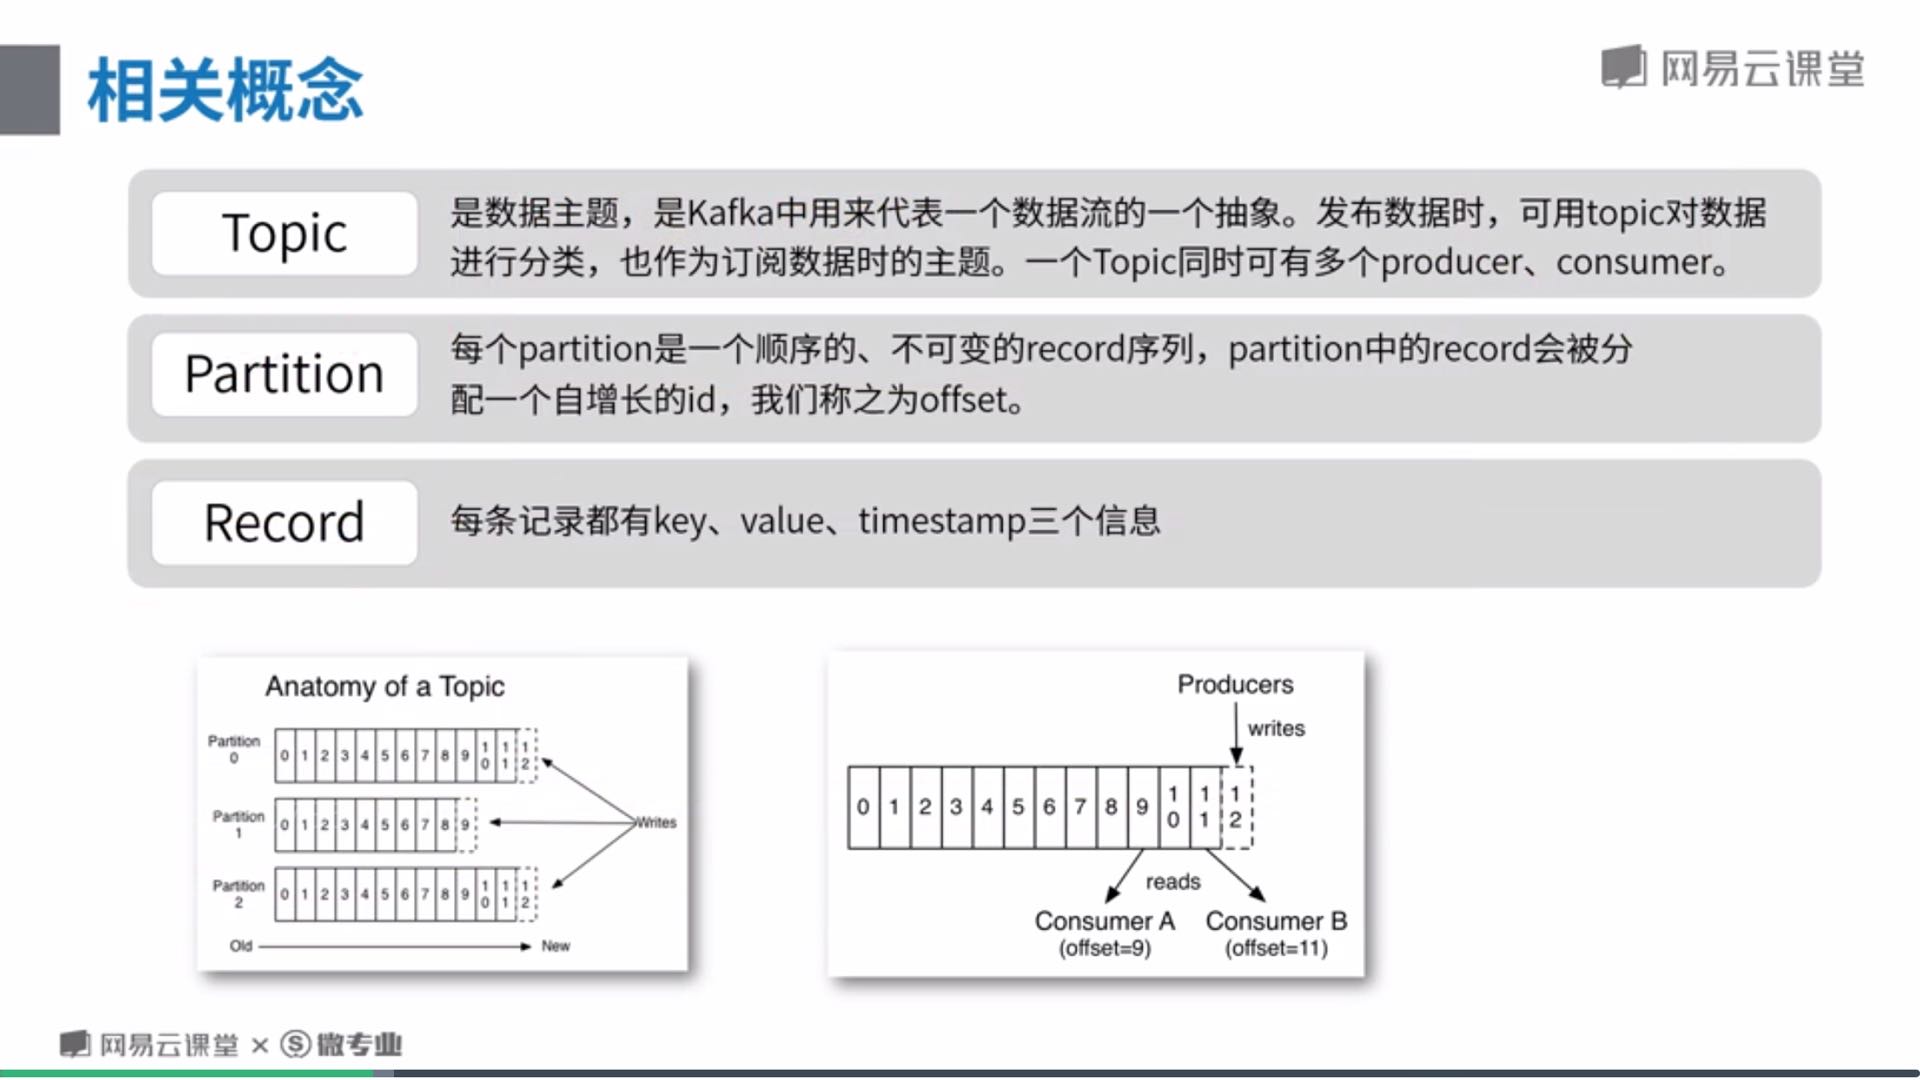 相关概念
网易云课堂
Topic
是数据主题，是Kafka中用来代表一个数据流的一个抽象。发布数据时，可用topic对数据
进行分类，也作为订阅数据时的主题。一个Topic同时可有多个producer、consumer。
Partition
每个partition是一个顺序的、不可变的record序列，partition中的record会被分
配一个自增长的id，我们称之为offset。
Record
每条记录都有key、value、timestamp三个信息
Anatomy of a Topic
Partition
0
0 1 2 3 4 5 6 7 8 9 10 11 12
Partition
1
0 1 2 3 4 5 6 7 8 9
Writes
Partition
2
0 1 2 3 4 5 6 7 8 9 10 11 12
Old
New
Producers
writes
0 1 2 3 4 5 6 7 8 9 10 11 12
reads
Consumer A
(offset=9)
Consumer B
(offset=11)
网易云课堂 × 微专业